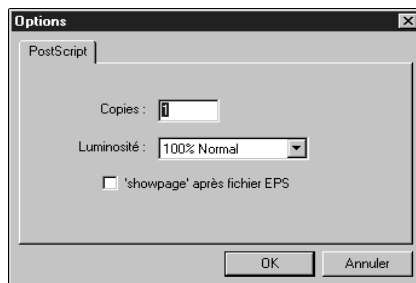 Options
PostScript
Copies : 1
Luminosité : 100% Normal
'showpage' après fichier EPS
OK Annuler